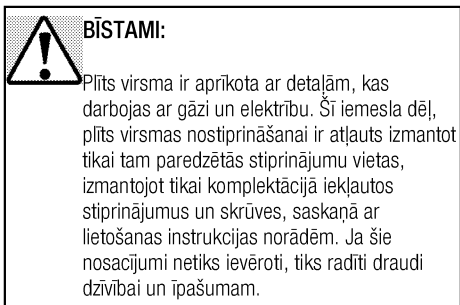 BĪSTAMI:
Plīts virsma ir aprīkota ar detaļām, kas
darbojas ar gāzi un elektrību. Šī iemesla dēļ,
plīts virsmas nostiprināšanai ir atļauts izmantot
tikai tam paredzētās stiprinājumu vietas,
izmantojot tikai komplektācijā iekļautos
stiprinājumus un skrūves, saskaņā ar
lietošanas instrukcijas norādēm. Ja šie
nosacījumi netiks ievēroti, tiks radīti draudi
dzīvībai un īpašumam.